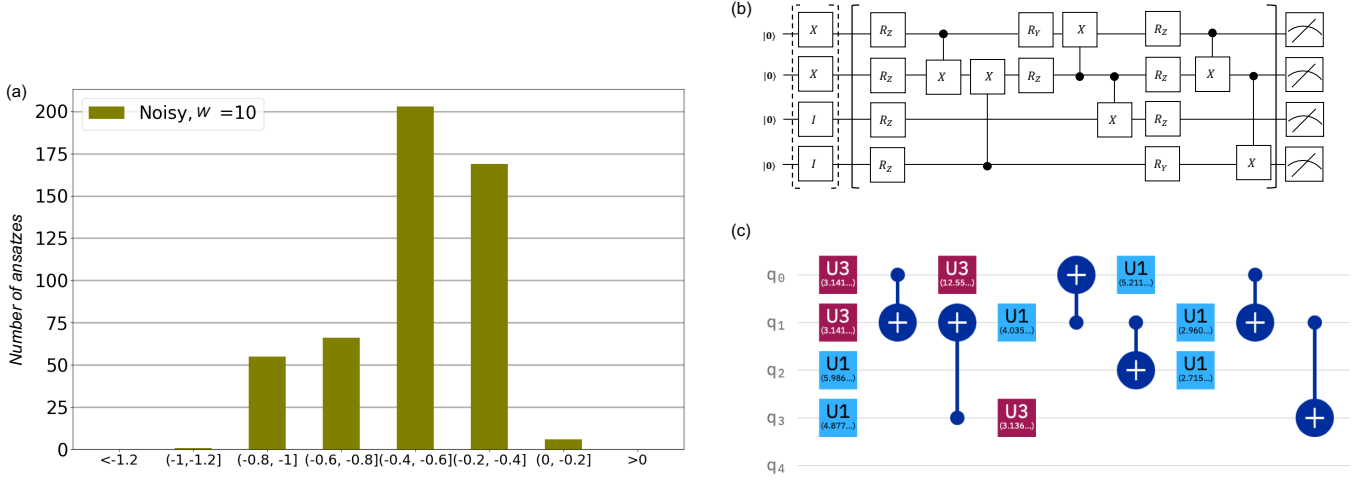 (a)
Noisy, w =10
Number of ansatzes
200
175
150
125
100
75
50
25
0
<-1.2 (-1,-1.2] (-0.8, -1] (-0.6, -0.8] (-0.4, -0.6] (-0.2, -0.4] (0, -0.2] >0
(b)
|0⟩ X R_Z R_Y X R_Z
|0⟩ X R_Z X X R_Z R_Z X
|0⟩ I R_Z X R_Z
|0⟩ I R_Z R_Y X
(c)
q0 U3 (3.141...) U3 (12.55...) U1 (5.211...)
q1 U3 (3.141...) U1 (4.035...) U1 (2.960...)
q2 U1 (5.986...) U1 (2.715...)
q3 U1 (4.877...) U3 (3.136...)
q4